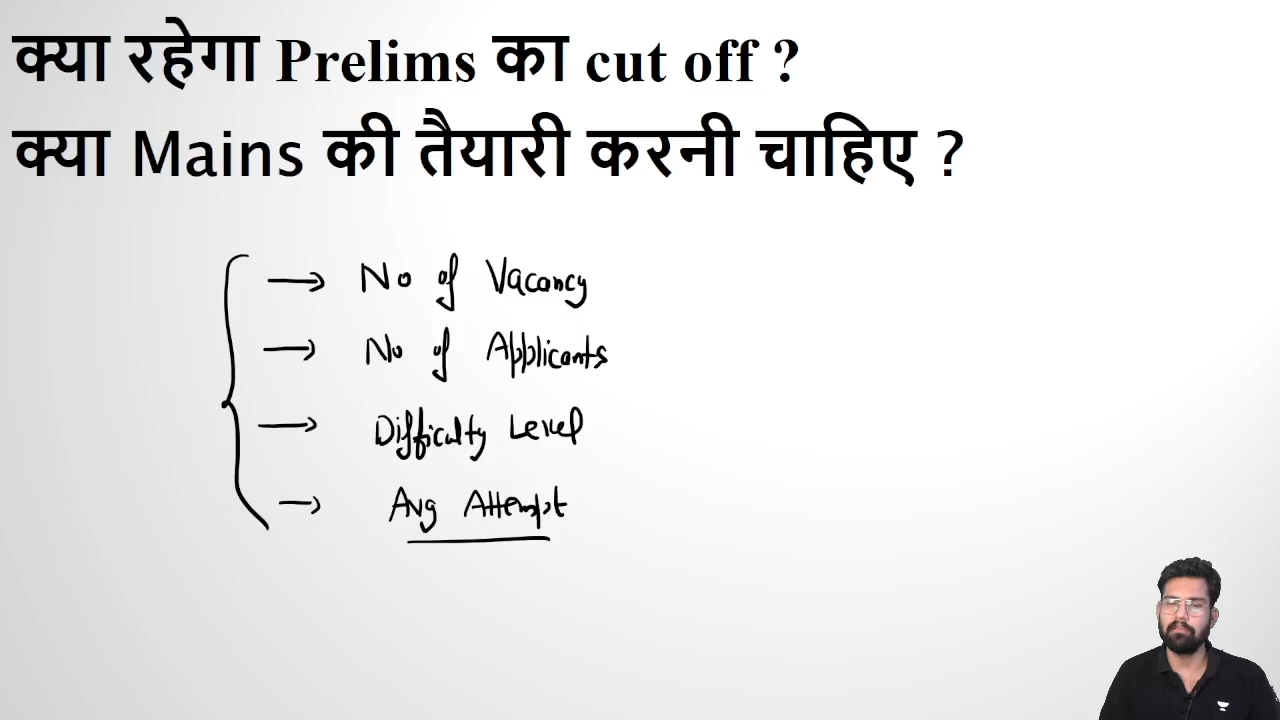 क्या रहेगा Prelims का cut off ?
क्या Mains की तैयारी करनी चाहिए ?
→ No of Vacancy
→ No of Applicants
→ Difficulty Level
→ Avg Attempt